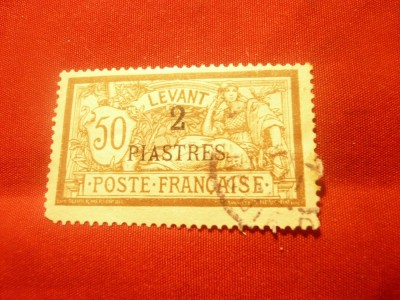 LEVANT
50
2
PIASTRES
POSTE FRANÇAISE